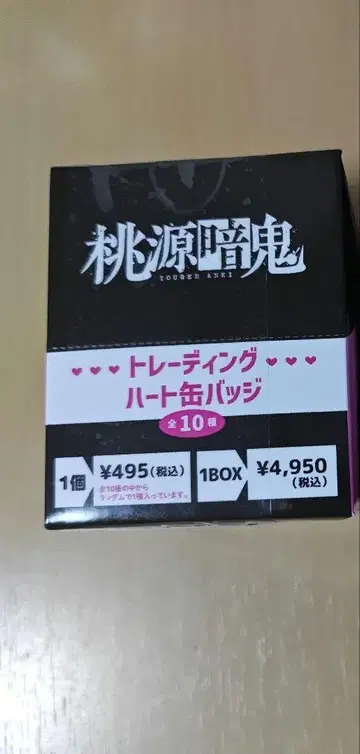 桃源暗鬼
TOUGEN ANKI
♥♥♥トレーディング♥♥♥
ハート缶バッジ
全10種
1個 ¥495(税込)
全10種の中から
ランダムで1種入っています。
1BOX ¥4,950
(税込)